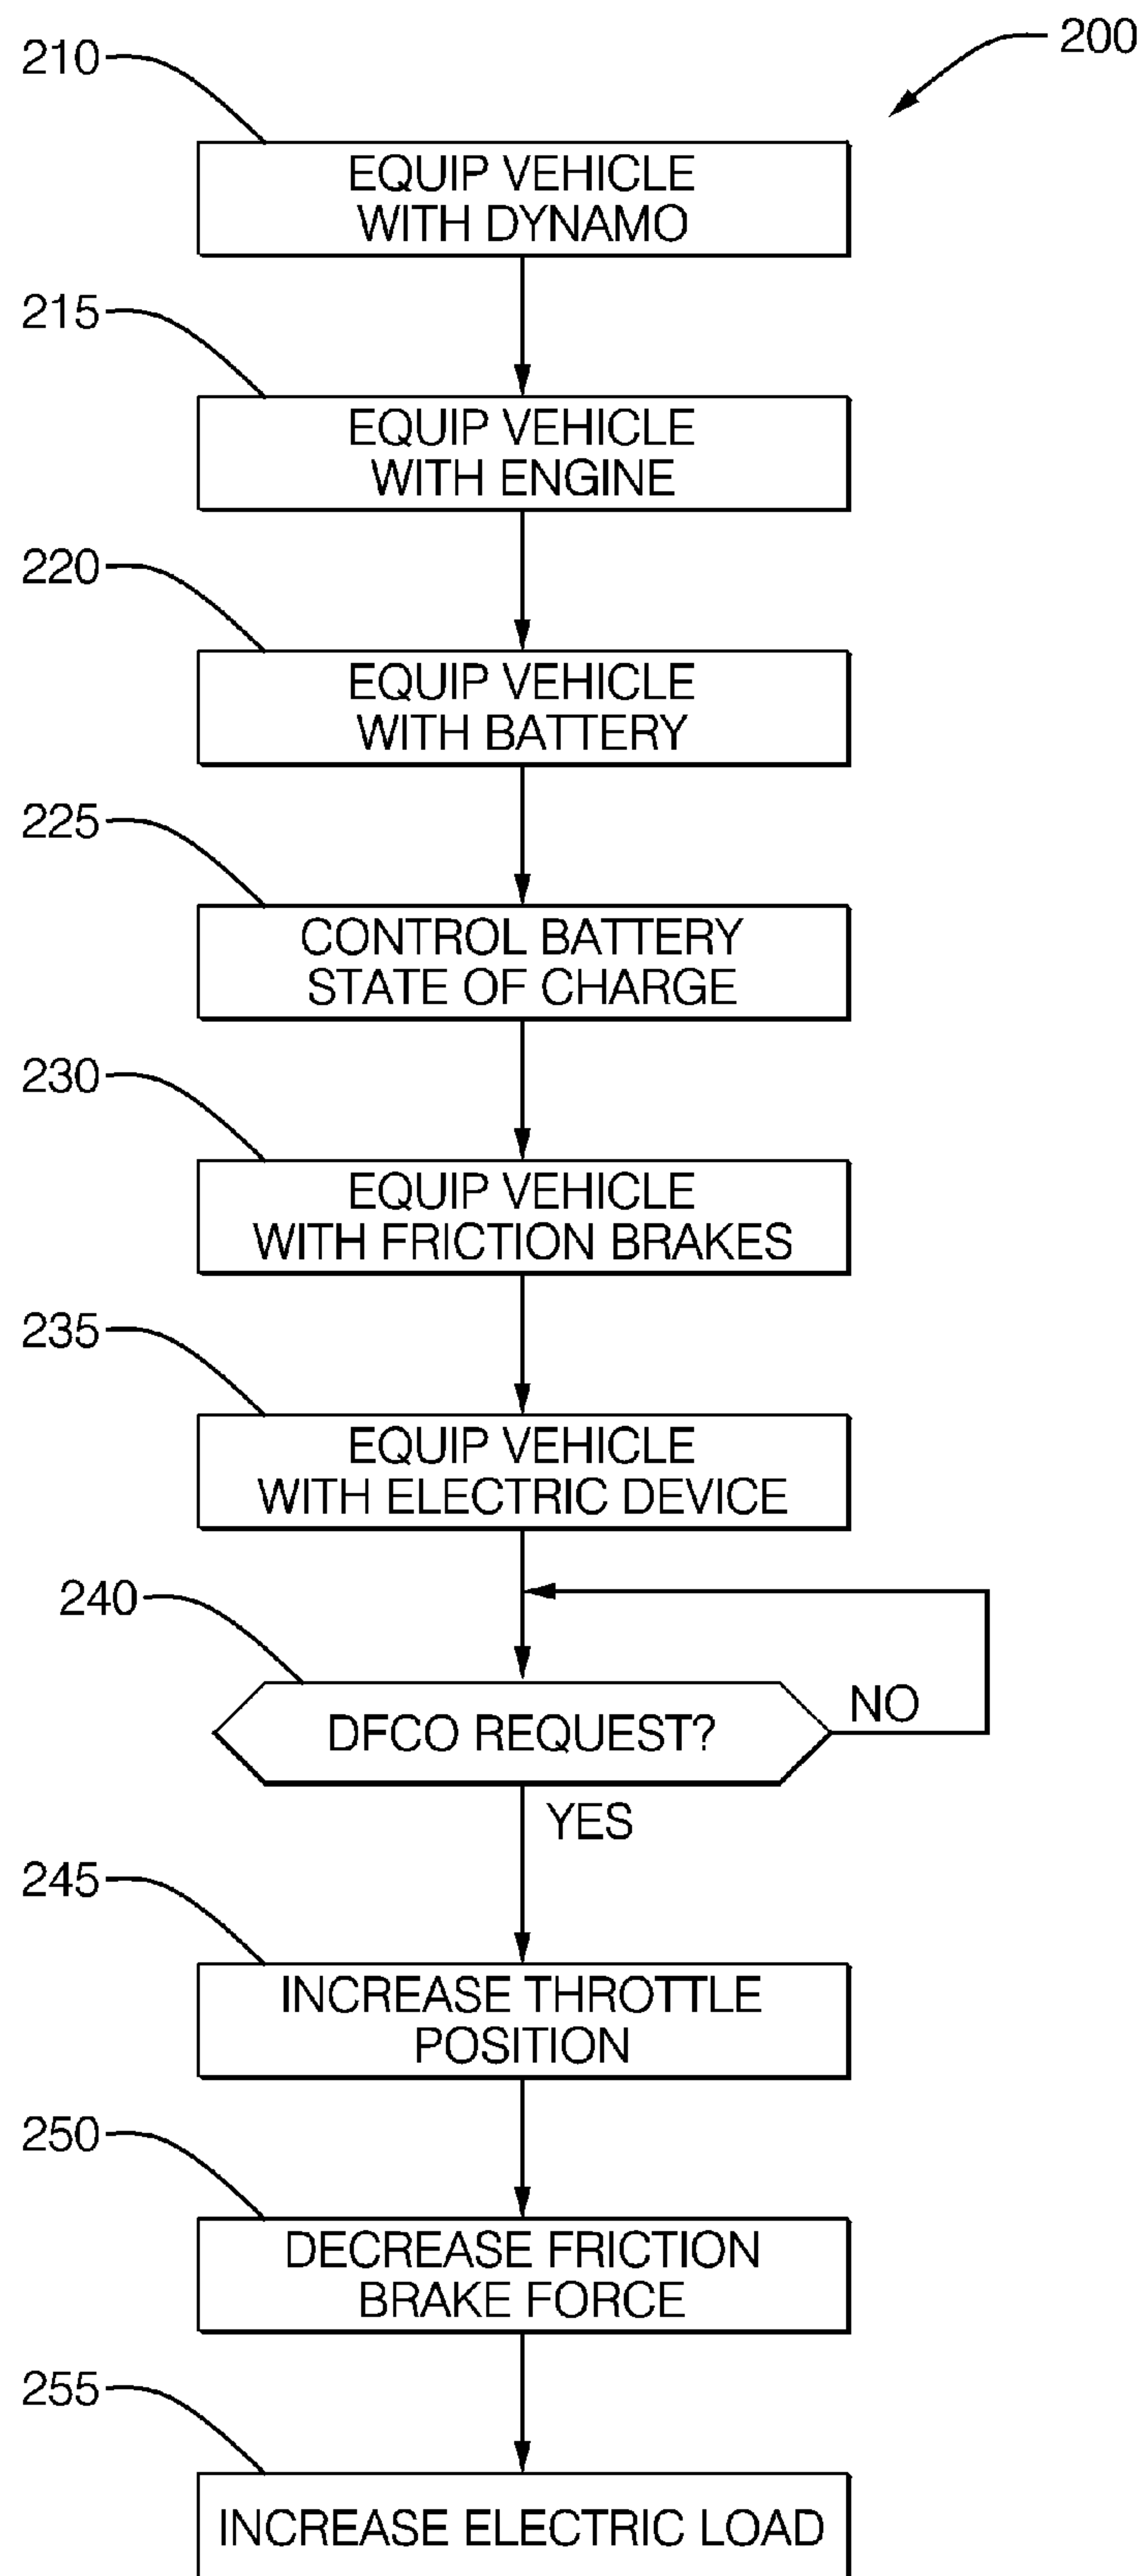 200
210
EQUIP VEHICLE
WITH DYNAMO
215
EQUIP VEHICLE
WITH ENGINE
220
EQUIP VEHICLE
WITH BATTERY
225
CONTROL BATTERY
STATE OF CHARGE
230
EQUIP VEHICLE
WITH FRICTION BRAKES
235
EQUIP VEHICLE
WITH ELECTRIC DEVICE
240
DFCO REQUEST?
NO
YES
245
INCREASE THROTTLE
POSITION
250
DECREASE FRICTION
BRAKE FORCE
255
INCREASE ELECTRIC LOAD